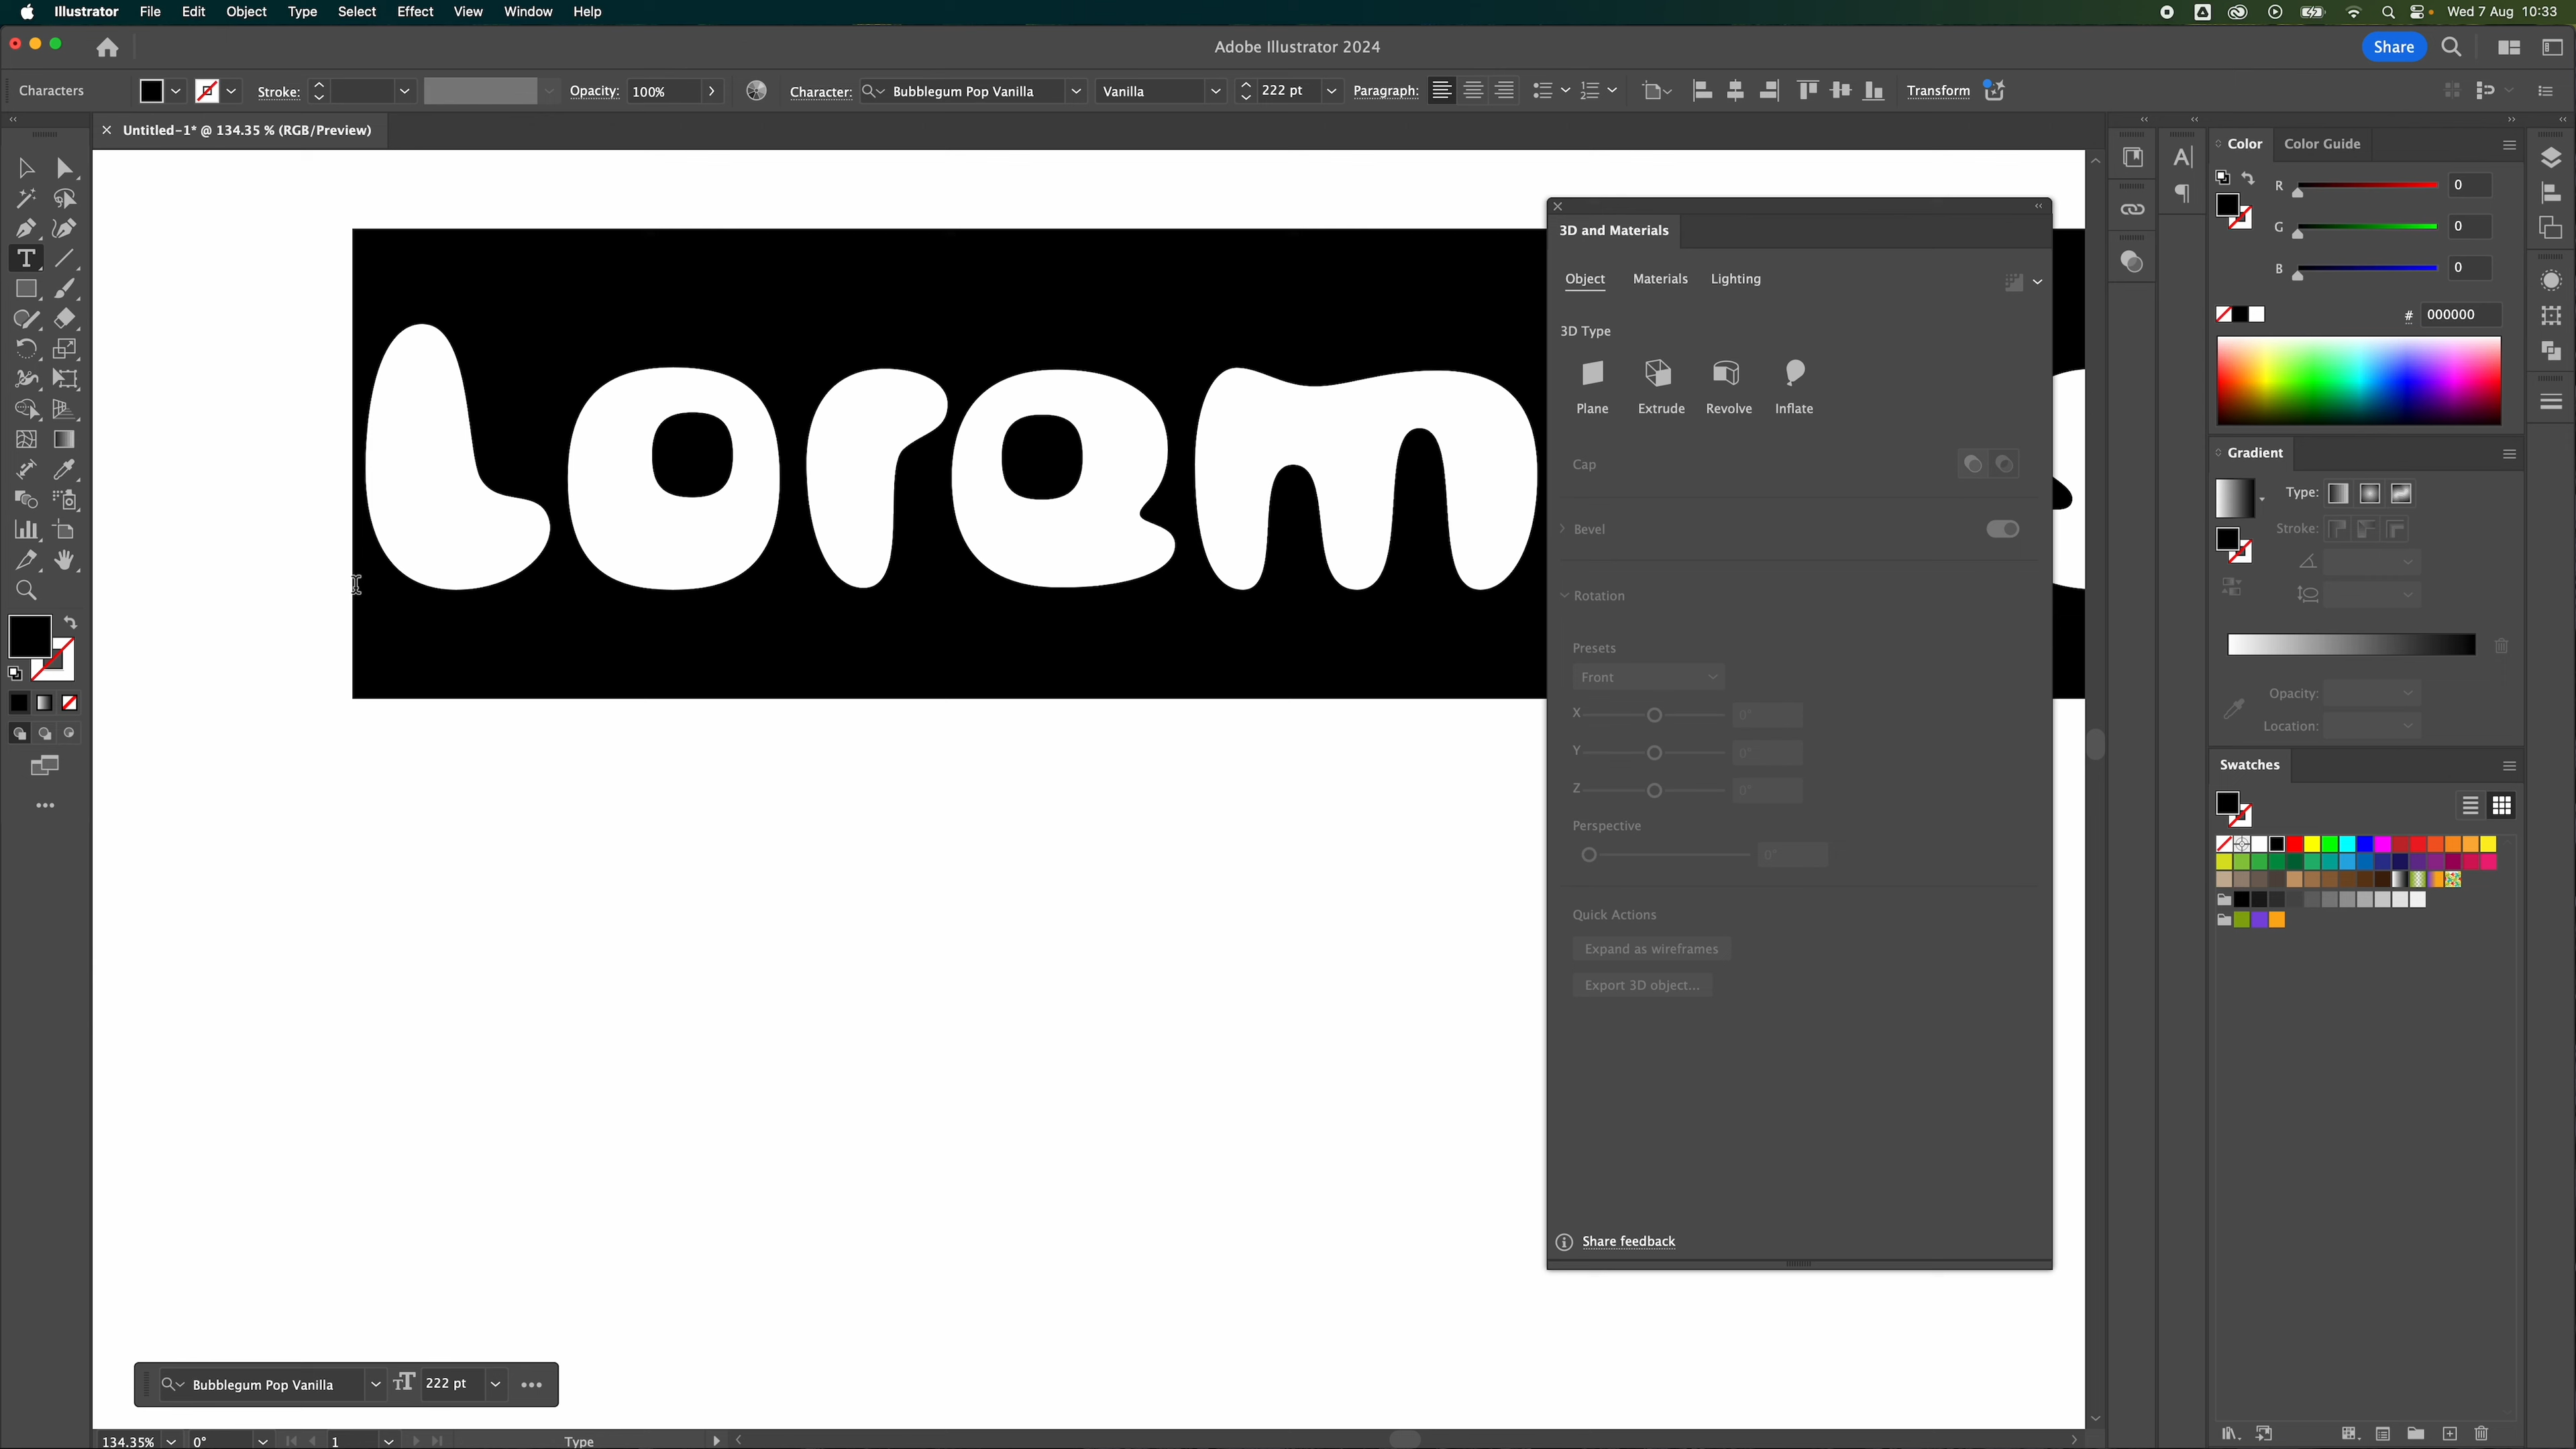 Illustrator File Edit Object Type Select Effect View Window Help Wed 7 Aug 10:33
Adobe Illustrator 2024 Share
Characters Stroke: Opacity: 100% Character: Bubblegum Pop Vanilla Vanilla 222 pt Paragraph: Transform
× Untitled-1* @ 134.35 % (RGB/Preview)
Lorem
3D and Materials
Object Materials Lighting
3D Type
Plane Extrude Revolve Inflate
Cap
Bevel
Rotation
Presets
Front
X 0°
Y 0°
Z 0°
Perspective
0°
Quick Actions
Expand as wireframes
Export 3D object...
Share feedback
Color Color Guide
R 0
G 0
B 0
# 000000
Gradient
Type:
Stroke:
Opacity:
Location:
Swatches
Bubblegum Pop Vanilla 222 pt
134.35% 0° 1 Type